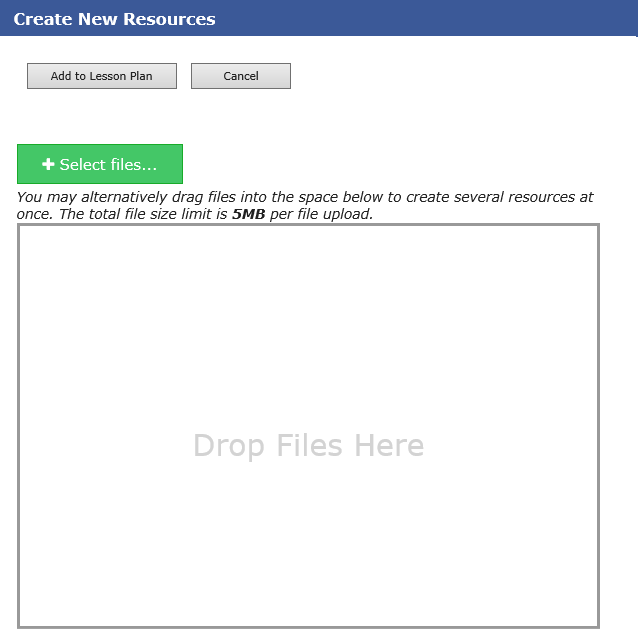 Create New Resources
Add to Lesson Plan
Cancel
Select files...
You may alternatively drag files into the space below to create several resources at
once. The total file size limit is 5MB per file upload.
Drop Files Here